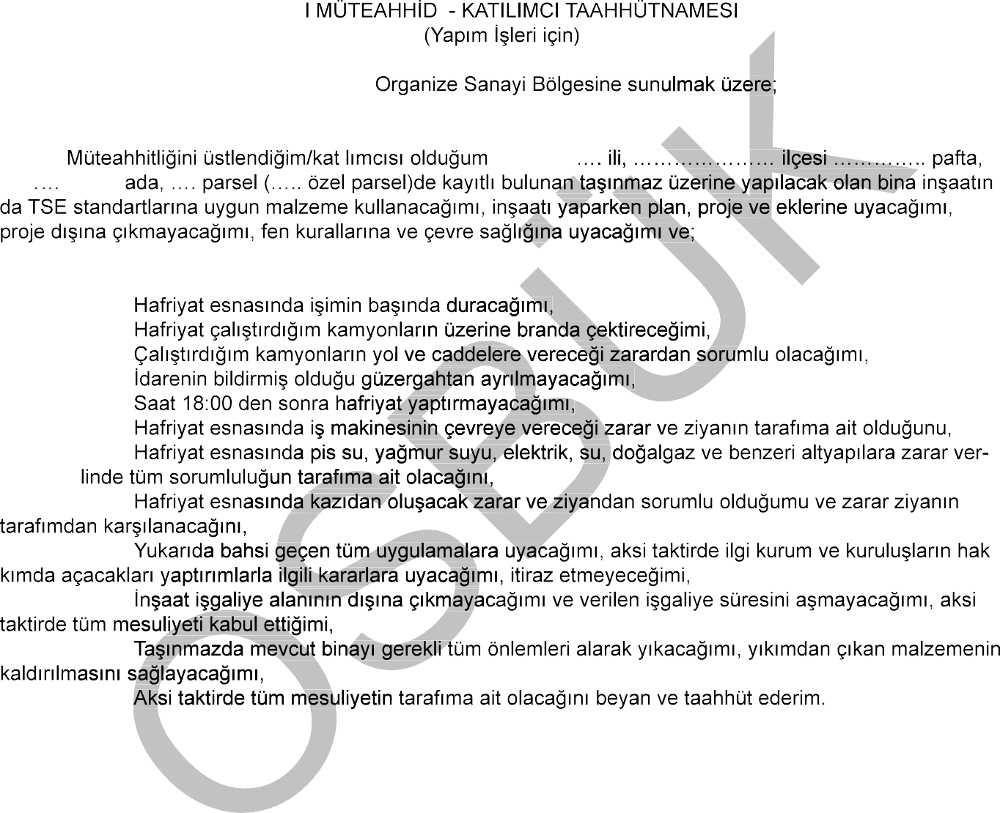 I MÜTEAHHİD - KATILIMCI TAAHHÜTNAMESI
(Yapım İşleri için)
Organize Sanayi Bölgesine sunulmak üzere;
Müteahhitliğini üstlendiğim/kat lımcısı olduğum …. ili, ………………… ilçesi ………….. pafta,
…. ada, …. parsel (….. özel parsel)de kayıtlı bulunan taşınmaz üzerine yapılacak olan bina inşaatın
da TSE standartlarına uygun malzeme kullanacağımı, inşaatı yaparken plan, proje ve eklerine uyacağımı,
proje dışına çıkmayacağımı, fen kurallarına ve çevre sağlığına uyacağımı ve;
Hafriyat esnasında işimin başında duracağımı,
Hafriyat çalıştırdığım kamyonların üzerine branda çektireceğimi,
Çalıştırdığım kamyonların yol ve caddelere vereceği zarardan sorumlu olacağımı,
İdarenin bildirmiş olduğu güzergahtan ayrılmayacağımı,
Saat 18:00 den sonra hafriyat yaptırmayacağımı,
Hafriyat esnasında iş makinesinin çevreye vereceği zarar ve ziyanın tarafıma ait olduğunu,
Hafriyat esnasında pis su, yağmur suyu, elektrik, su, doğalgaz ve benzeri altyapılara zarar ver-
linde tüm sorumluluğun tarafıma ait olacağını,
Hafriyat esnasında kazıdan oluşacak zarar ve ziyandan sorumlu olduğumu ve zarar ziyanın
tarafımdan karşılanacağını,
Yukarıda bahsi geçen tüm uygulamalara uyacağımı, aksi taktirde ilgi kurum ve kuruluşların hak
kımda açacakları yaptırımlarla ilgili kararlara uyacağımı, itiraz etmeyeceğimi,
İnşaat işgaliye alanının dışına çıkmayacağımı ve verilen işgaliye süresini aşmayacağımı, aksi
taktirde tüm mesuliyeti kabul ettiğimi,
Taşınmazda mevcut binayı gerekli tüm önlemleri alarak yıkacağımı, yıkımdan çıkan malzemenin
kaldırılmasını sağlayacağımı,
Aksi taktirde tüm mesuliyetin tarafıma ait olacağını beyan ve taahhüt ederim.
OSBÜK